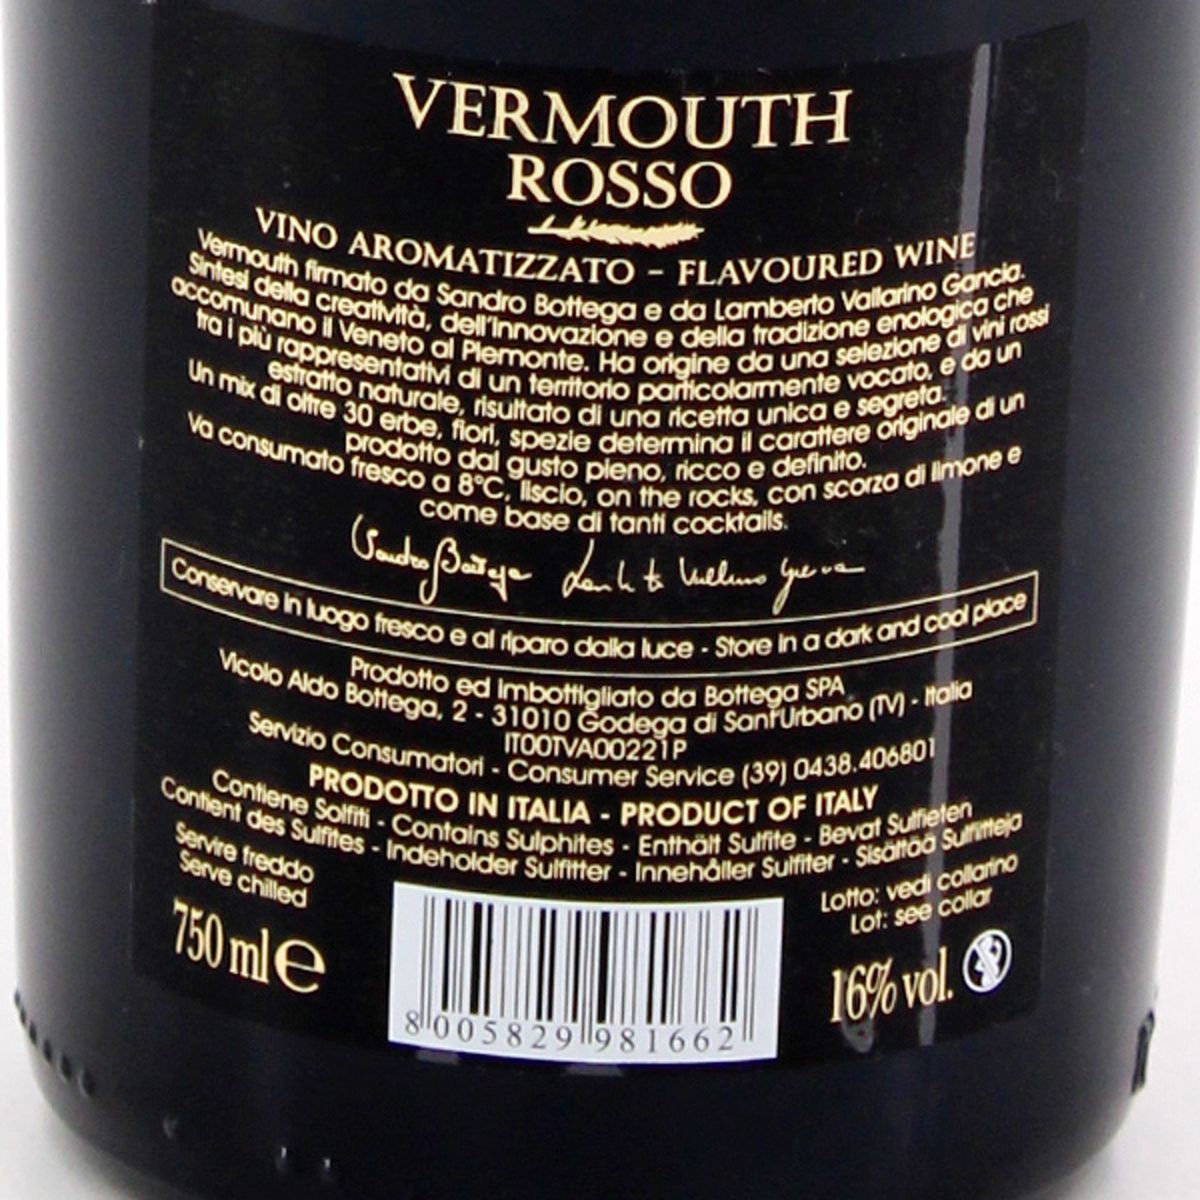 VERMOUTH
ROSSO
VINO AROMATIZZATO - FLAVOURED WINE
Vermouth firmato da Sandro Bottega e da Lamberto Vallarino Gancia.
Sintesi della creatività, dell'innovazione e della tradizione enologica che
accomunano il Veneto al Piemonte. Ha origine da una selezione di vini rossi
tra i più rappresentativi di un territorio particolarmente vocato, e da un
estratto naturale, risultato di una ricetta unica e segreta.
Un mix di oltre 30 erbe, fiori, spezie determina il carattere originale di un
prodotto dal gusto pieno, ricco e definito.
Va consumato fresco a 8°C, liscio, on the rocks, con scorza di limone e
come base di tanti cocktails.
Sandro Bottega Lamberto Vallarino Gancia
Conservare in luogo fresco e al riparo dalla luce - Store in a dark and cool place
Prodotto ed imbottigliato da Bottega SPA
Vicolo Aldo Bottega, 2 - 31010 Godega di Sant'Urbano (TV) - Italia
IT00TVA00221P
Servizio Consumatori - Consumer Service (39) 0438.406801
PRODOTTO IN ITALIA - PRODUCT OF ITALY
Contiene Solfiti - Contains Sulphites - Enthält Sulfite - Bevat Sulfieten
Contient des Sulfites - Indeholder Sulfitter - Innehåller Sulfiter - Sisältää Sulfiitteja
Servire freddo
Serve chilled
Lotto: vedi collarino
Lot: see collar
750 ml e
16% vol.
8 005829 981662